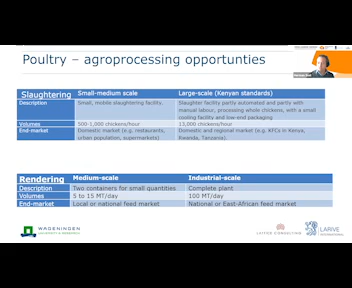 Poultry – agroprocessing opportunties
Slaughtering Small-medium scale Large-scale (Kenyan standards)
Description Small, mobile slaughtering facility. Slaughter facility partly automated and partly with
manual labour, processing whole chickens, with a small
cooling facility and low-end packaging
Volumes 500-1,000 chickens/hour 13,000 chickens/hour
End-market Domestic market (e.g. restaurants, Domestic and regional market (e.g. KFCs in Kenya,
urban population, supermarkets) Rwanda, Tanzania).
Rendering Medium-scale Industrial-scale
Description Two containers for small quantities Complete plant
Volumes 5 to 15 MT/day 100 MT/day
End-market Local or national feed market National or East-African feed market
WAGENINGEN
UNIVERSITY & RESEARCH
LATTICE CONSULTING
LARIVE
INTERNATIONAL